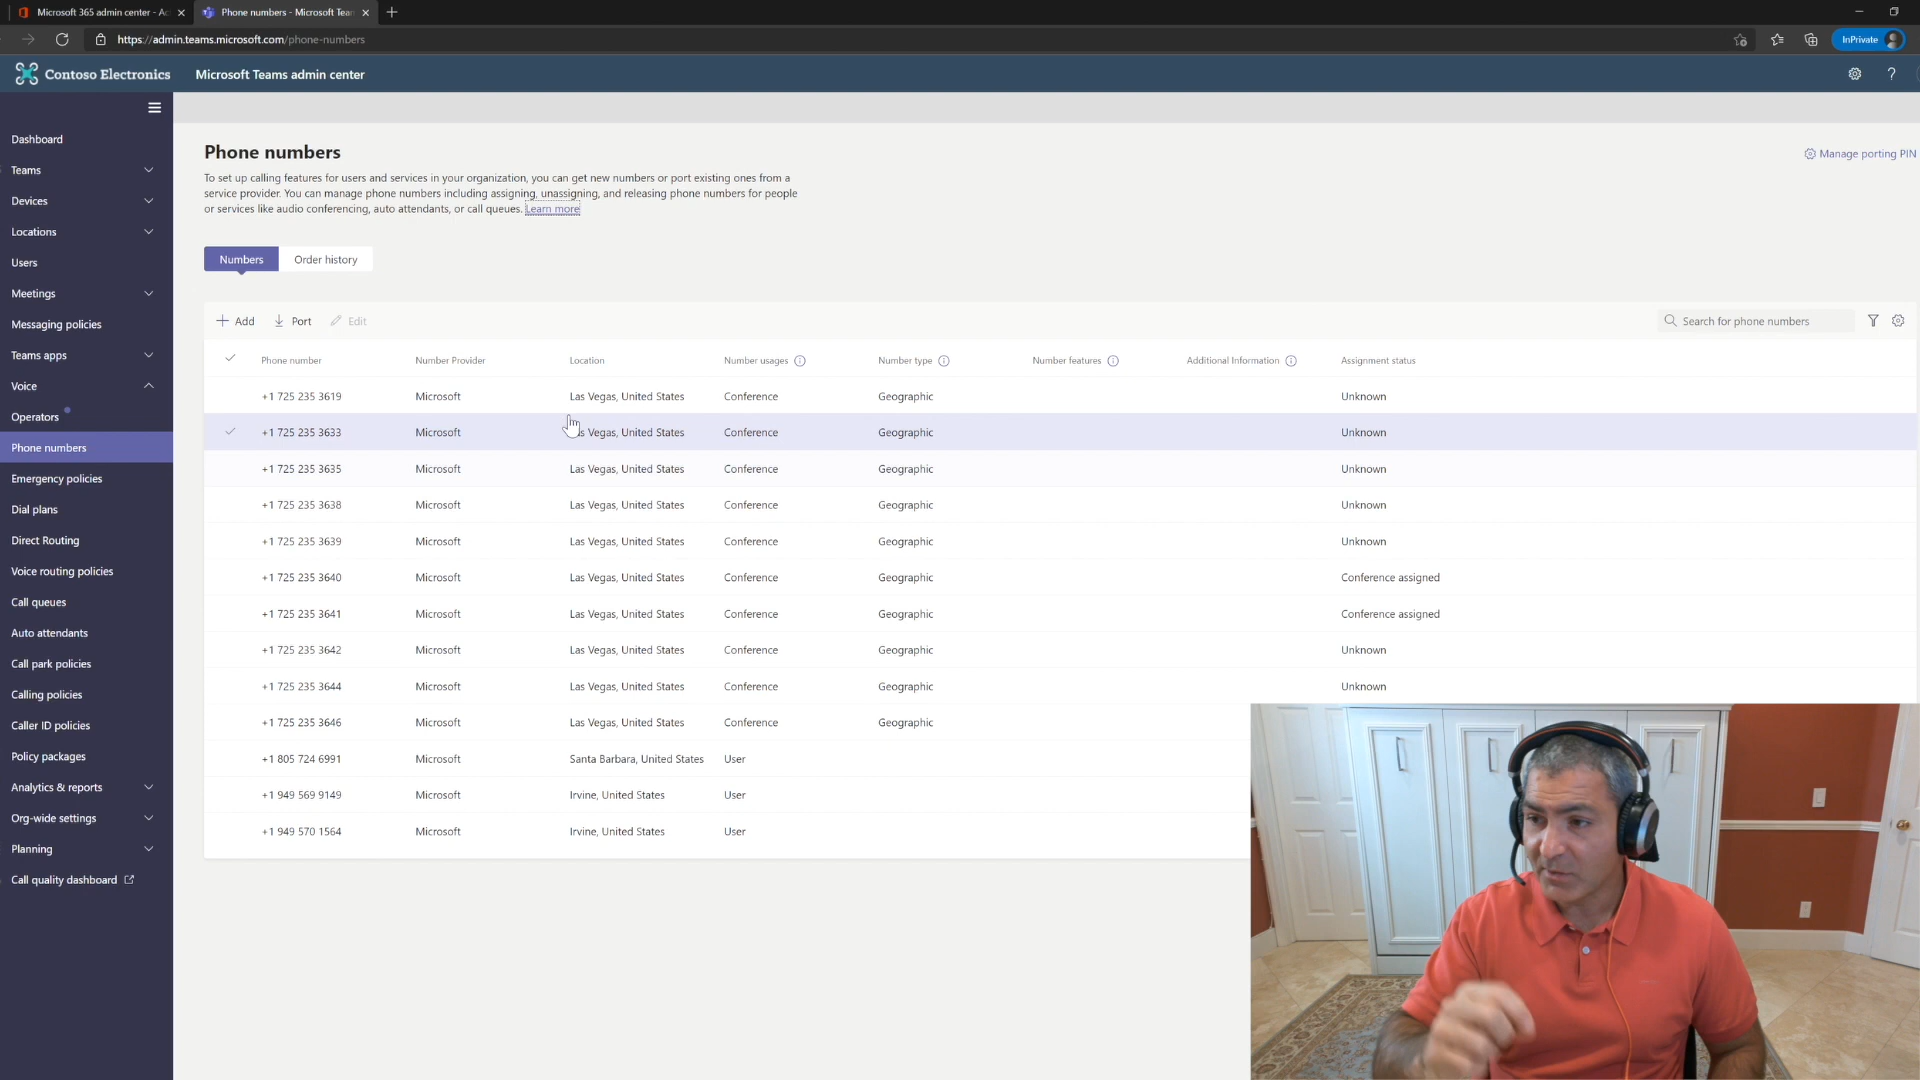 Microsoft 365 admin center - Ac
Phone numbers - Microsoft Tean
https://admin.teams.microsoft.com/phone-numbers
InPrivate
Contoso Electronics
Microsoft Teams admin center
?
Dashboard
Teams
Devices
Locations
Users
Meetings
Messaging policies
Teams apps
Voice
Operators
Phone numbers
Emergency policies
Dial plans
Direct Routing
Voice routing policies
Call queues
Auto attendants
Call park policies
Calling policies
Caller ID policies
Policy packages
Analytics & reports
Org-wide settings
Planning
Call quality dashboard
Phone numbers
Manage porting PIN
To set up calling features for users and services in your organization, you can get new numbers or port existing ones from a
service provider. You can manage phone numbers including assigning, unassigning, and releasing phone numbers for people
or services like audio conferencing, auto attendants, or call queues. Learn more
Numbers Order history
Add Port Edit Search for phone numbers
Phone number Number Provider Location Number usages Number type Number features Additional Information Assignment status
+1 725 235 3619 Microsoft Las Vegas, United States Conference Geographic Unknown
+1 725 235 3633 Microsoft s Vegas, United States Conference Geographic Unknown
+1 725 235 3635 Microsoft Las Vegas, United States Conference Geographic Unknown
+1 725 235 3638 Microsoft Las Vegas, United States Conference Geographic Unknown
+1 725 235 3639 Microsoft Las Vegas, United States Conference Geographic Unknown
+1 725 235 3640 Microsoft Las Vegas, United States Conference Geographic Conference assigned
+1 725 235 3641 Microsoft Las Vegas, United States Conference Geographic Conference assigned
+1 725 235 3642 Microsoft Las Vegas, United States Conference Geographic Unknown
+1 725 235 3644 Microsoft Las Vegas, United States Conference Geographic Unknown
+1 725 235 3646 Microsoft Las Vegas, United States Conference Geographic
+1 805 724 6991 Microsoft Santa Barbara, United States User
+1 949 569 9149 Microsoft Irvine, United States User
+1 949 570 1564 Microsoft Irvine, United States User